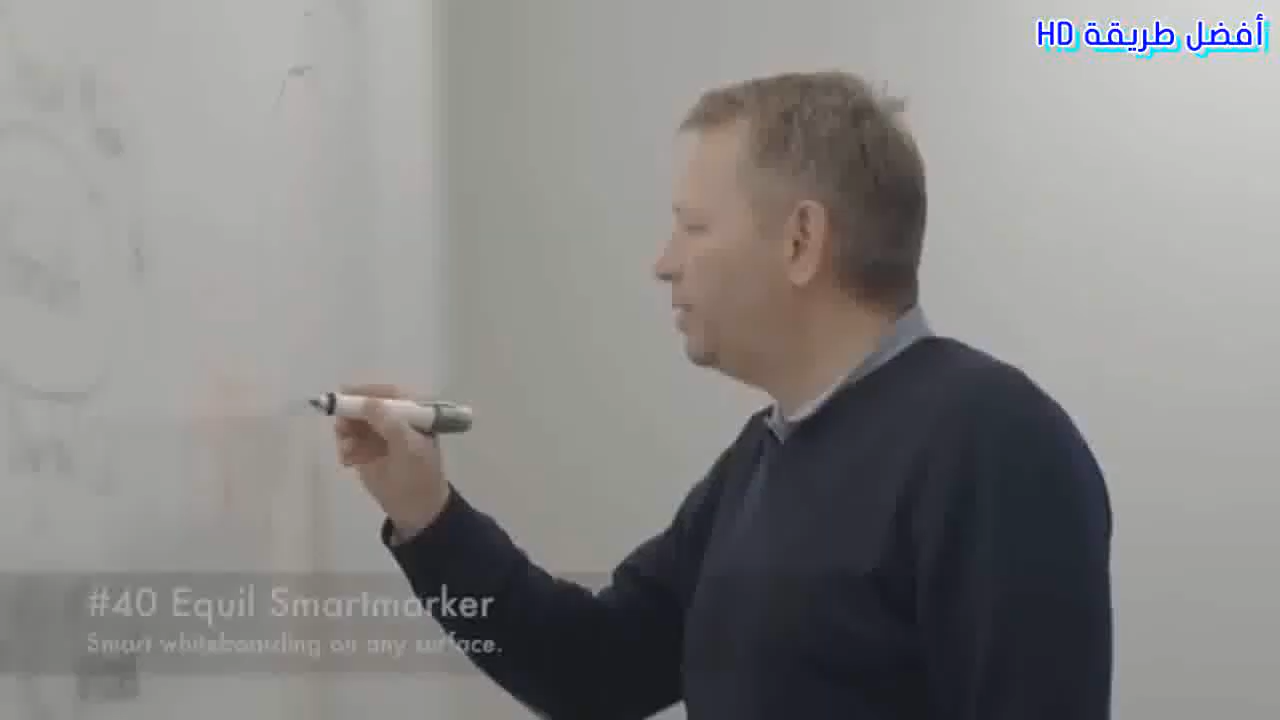 أفضل طريقة HD
#40 Equil Smartmarker
Smart whiteboarding on any surface.